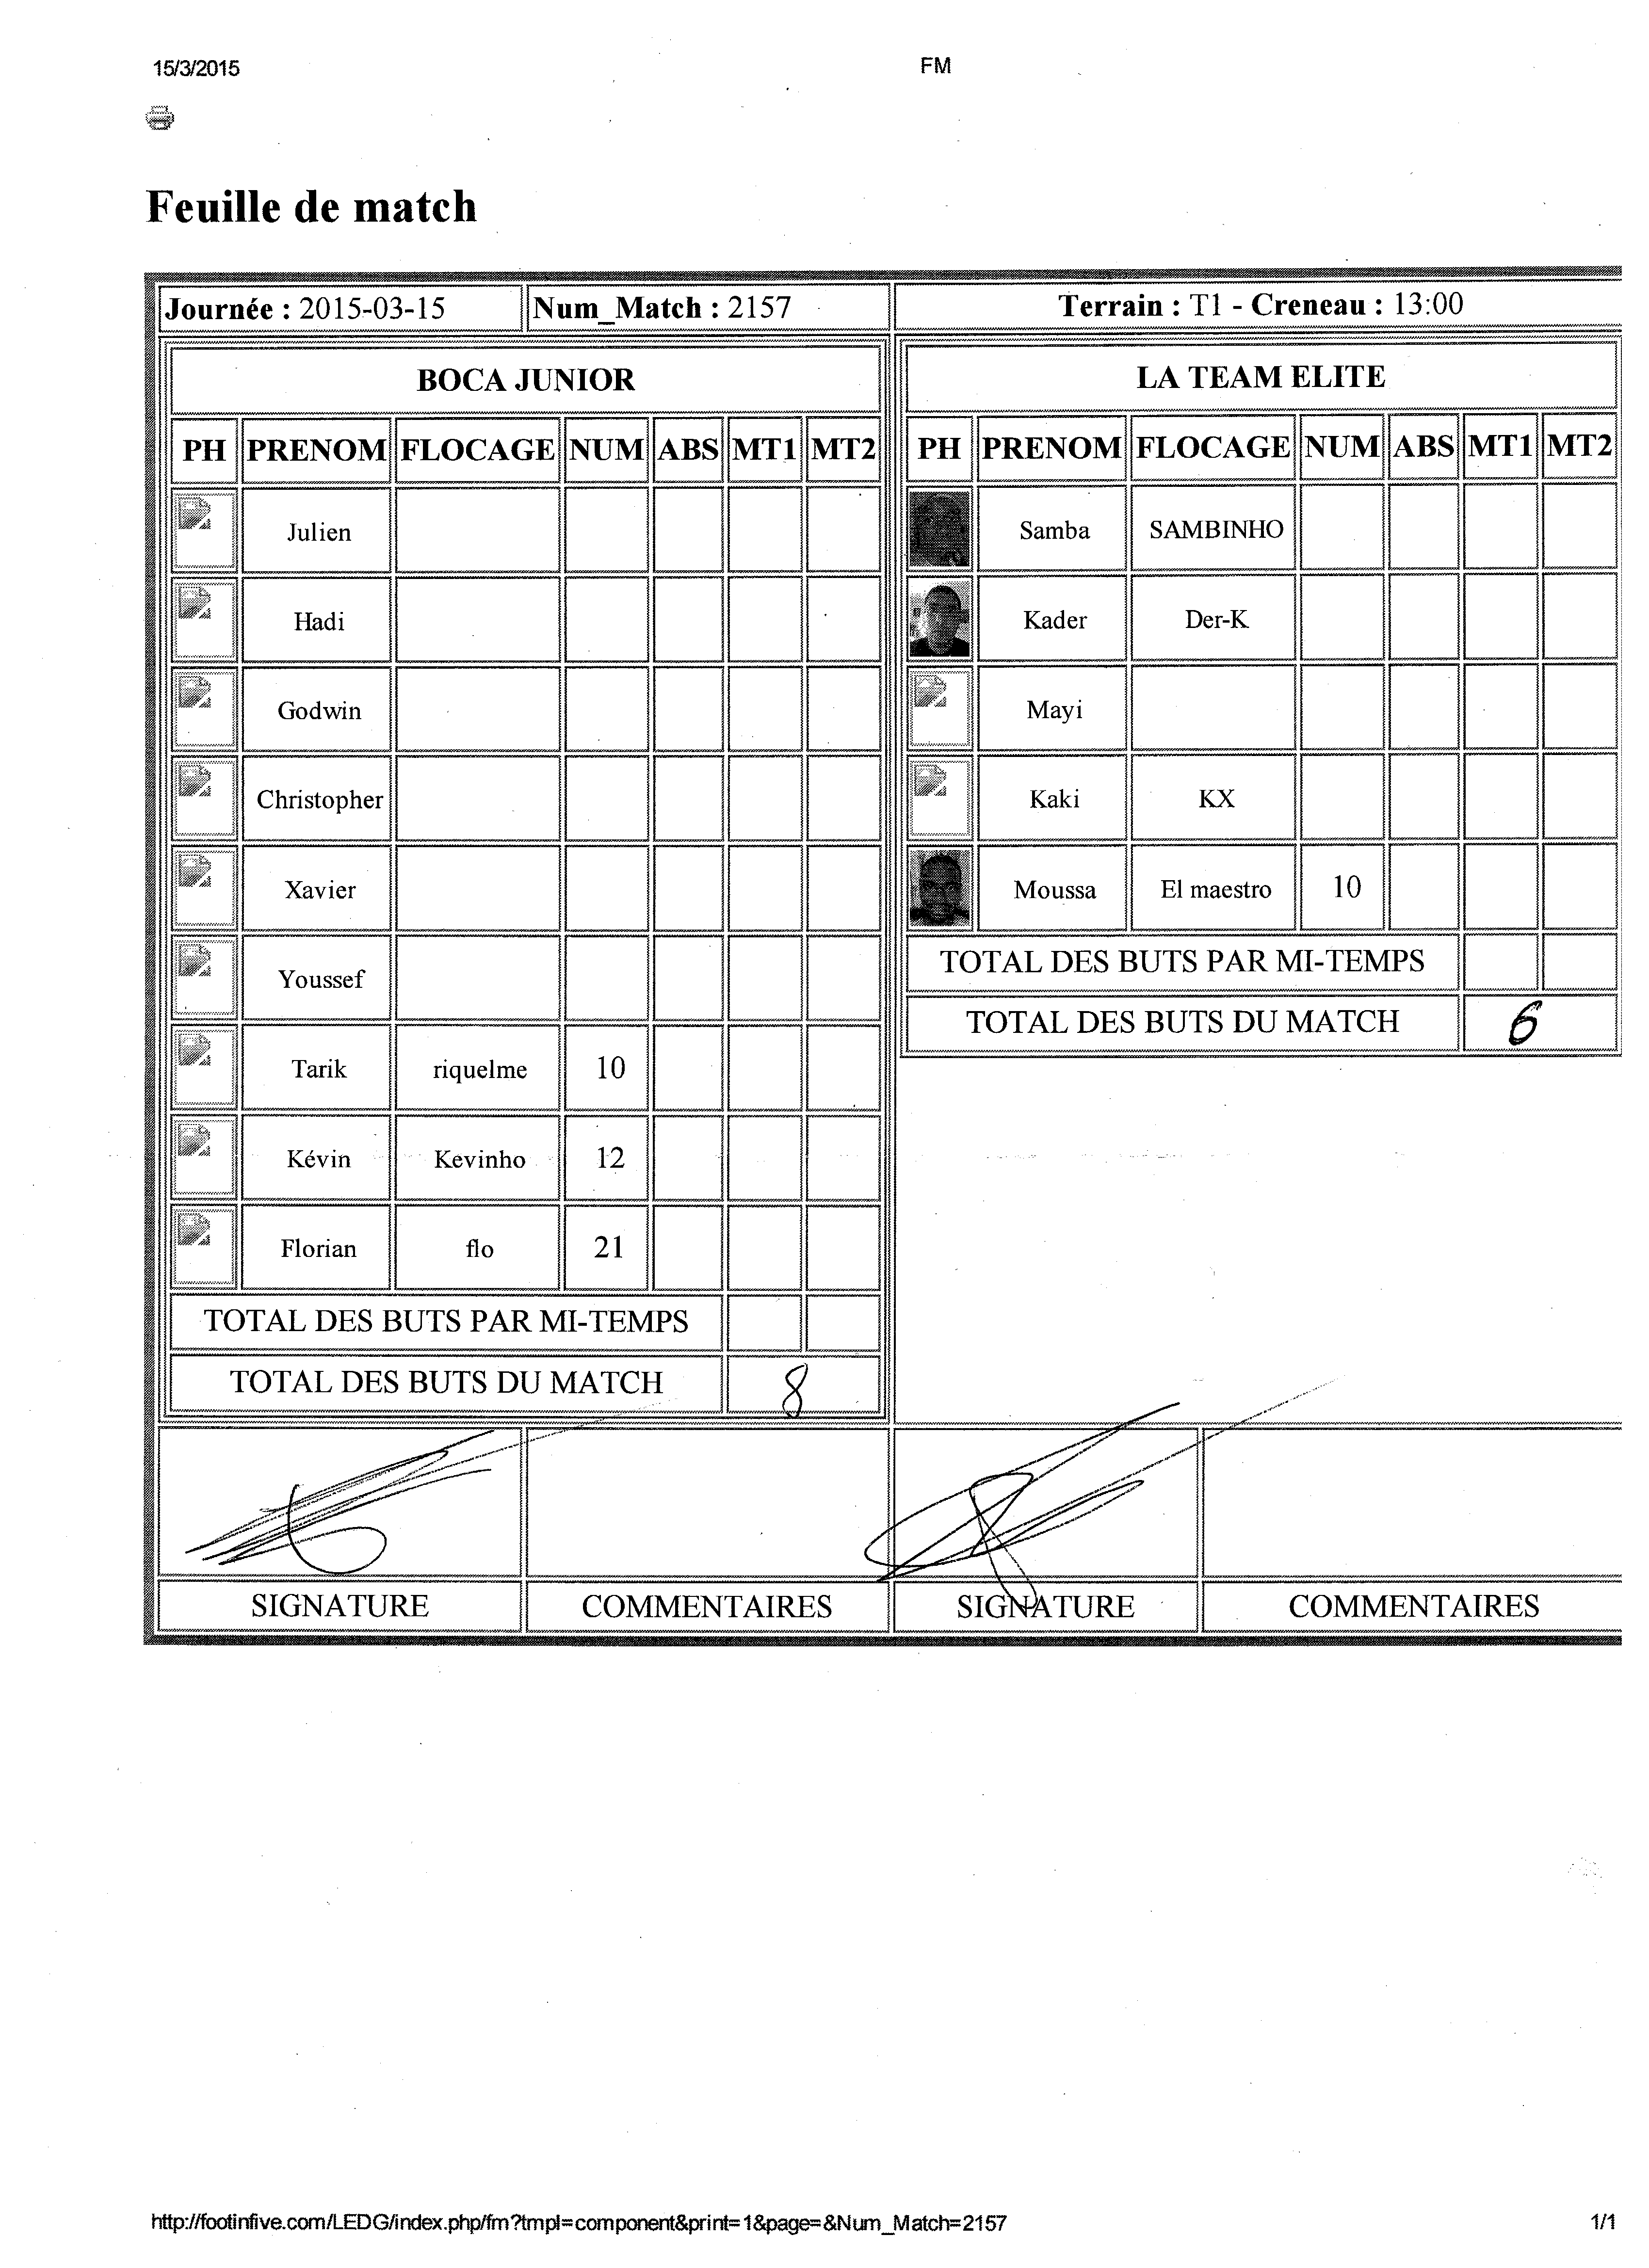 15/3/2015 FM
Feuille de match
Journée : 2015-03-15 Num_Match : 2157 Terrain : T1 - Creneau : 13:00
BOCA JUNIOR
PH PRENOM FLOCAGE NUM ABS MT1 MT2
Julien
Hadi
Godwin
Christopher
Xavier
Youssef
Tarik riquelme 10
Kévin Kevinho 12
Florian flo 21
TOTAL DES BUTS PAR MI-TEMPS
TOTAL DES BUTS DU MATCH 8
LA TEAM ELITE
PH PRENOM FLOCAGE NUM ABS MT1 MT2
Samba SAMBINHO
Kader Der-K
Mayi
Kaki KX
Moussa El maestro 10
TOTAL DES BUTS PAR MI-TEMPS
TOTAL DES BUTS DU MATCH 6
SIGNATURE COMMENTAIRES SIGNATURE COMMENTAIRES
http://footinfive.com/LEDG/index.php/fm?tmpl=component&print=1&page=&Num_Match=2157 1/1